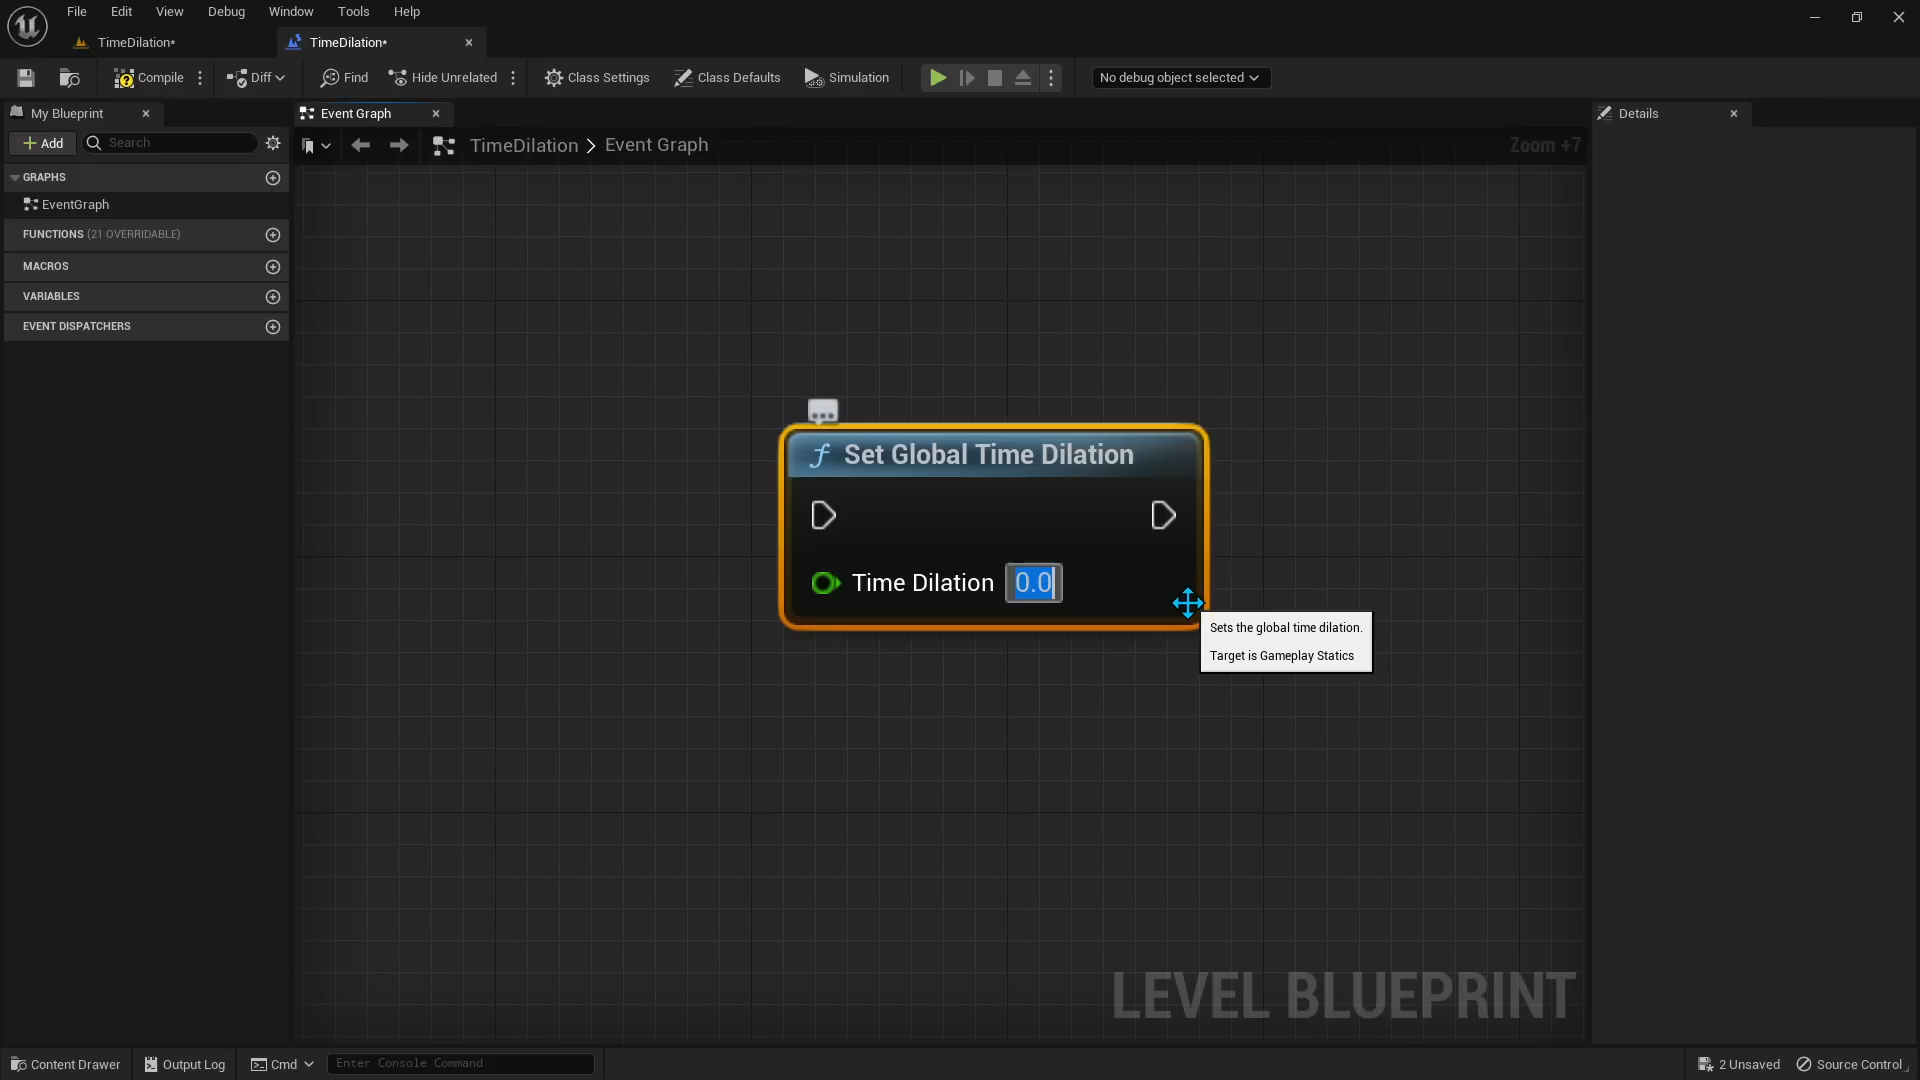 File Edit View Debug Window Tools Help
TimeDilation* TimeDilation*
Compile Diff Find Hide Unrelated Class Settings Class Defaults Simulation No debug object selected
My Blueprint Event Graph Details
Add Search TimeDilation > Event Graph Zoom +7
GRAPHS
EventGraph
FUNCTIONS (21 OVERRIDABLE)
MACROS
VARIABLES
EVENT DISPATCHERS
f Set Global Time Dilation
Time Dilation 0.0
Sets the global time dilation.
Target is Gameplay Statics
LEVEL BLUEPRINT
Content Drawer Output Log Cmd Enter Console Command 2 Unsaved Source Control